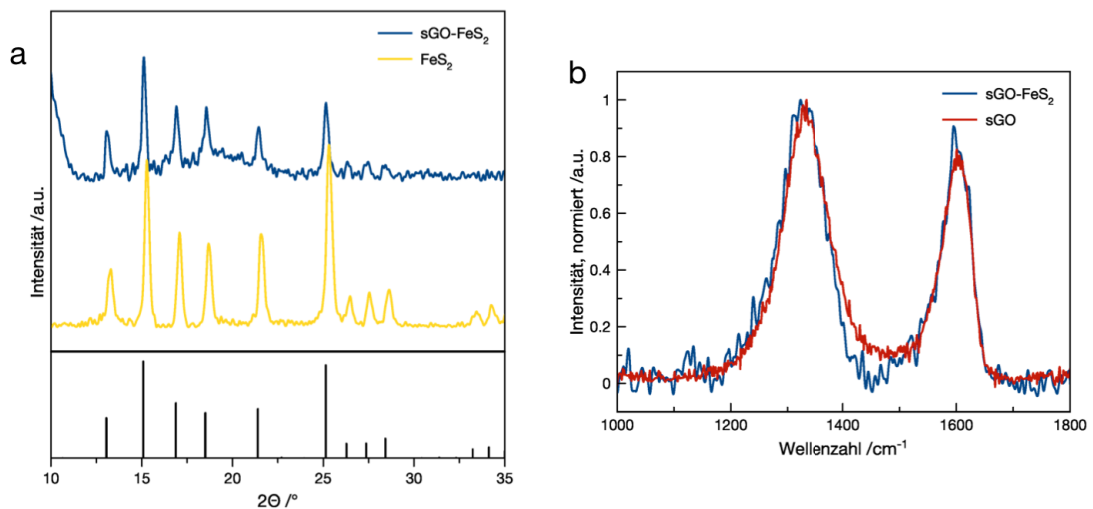 a
sGO-FeS2
FeS2
Intensität /a.u.
10
15
20
25
30
35
2Θ /°
b
sGO-FeS2
sGO
Intensität, normiert /a.u.
1
0.8
0.6
0.4
0.2
0
1000
1200
1400
1600
1800
Wellenzahl /cm-1